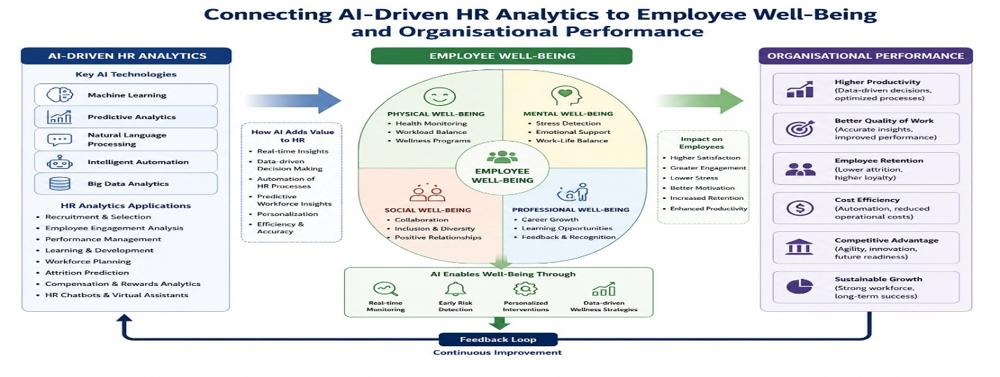 Connecting AI-Driven HR Analytics to Employee Well-Being
and Organisational Performance
AI-DRIVEN HR ANALYTICS
Key AI Technologies
Machine Learning
Predictive Analytics
Natural Language
Processing
Intelligent Automation
Big Data Analytics
HR Analytics Applications
• Recruitment & Selection
• Employee Engagement Analysis
• Performance Management
• Learning & Development
• Workforce Planning
• Attrition Prediction
• Compensation & Rewards Analytics
• HR Chatbots & Virtual Assistants
How AI Adds Value
to HR
• Real-time Insights
• Data-driven
Decision Making
• Automation of
HR Processes
• Predictive
Workforce Insights
• Personalization
• Efficiency &
Accuracy
EMPLOYEE WELL-BEING
PHYSICAL WELL-BEING
• Health Monitoring
• Workload Balance
• Wellness Programs
MENTAL WELL-BEING
• Stress Detection
• Emotional Support
• Work-Life Balance
EMPLOYEE
WELL-BEING
SOCIAL WELL-BEING
• Collaboration
• Inclusion & Diversity
• Positive Relationships
PROFESSIONAL WELL-BEING
• Career Growth
• Learning Opportunities
• Feedback & Recognition
AI Enables Well-Being Through
Real-time
Monitoring
Early Risk
Detection
Personalized
Interventions
Data-driven
Wellness Strategies
Impact on
Employees
• Higher Satisfaction
• Greater Engagement
• Lower Stress
• Better Motivation
• Increased Retention
• Enhanced Productivity
ORGANISATIONAL PERFORMANCE
Higher Productivity
(Data-driven decisions,
optimized processes)
Better Quality of Work
(Accurate insights,
improved performance)
Employee Retention
(Lower attrition,
higher loyalty)
$
Cost Efficiency
(Automation, reduced
operational costs)
Competitive Advantage
(Agility, innovation,
future readiness)
Sustainable Growth
(Strong workforce,
long-term success)
Feedback Loop
Continuous Improvement